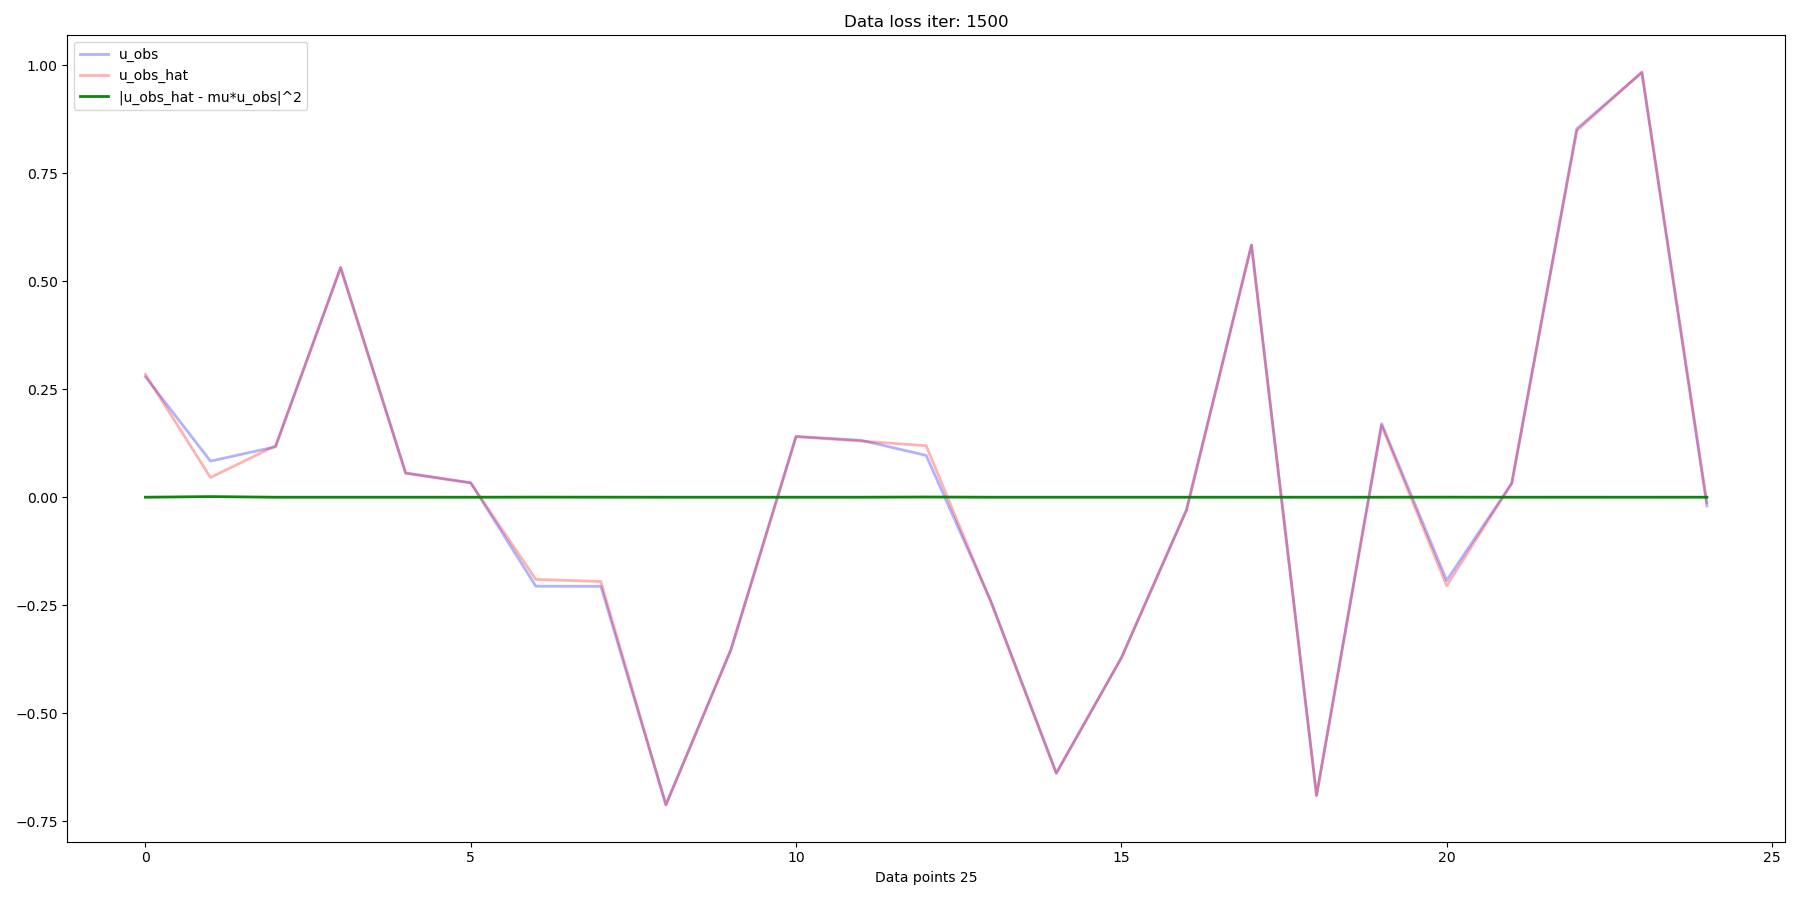 Data loss iter: 1500
u_obs
u_obs_hat
|u_obs_hat - mu*u_obs|^2
1.00
0.75
0.50
0.25
0.00
−0.25
−0.50
−0.75
0 5 10 15 20 25
Data points 25